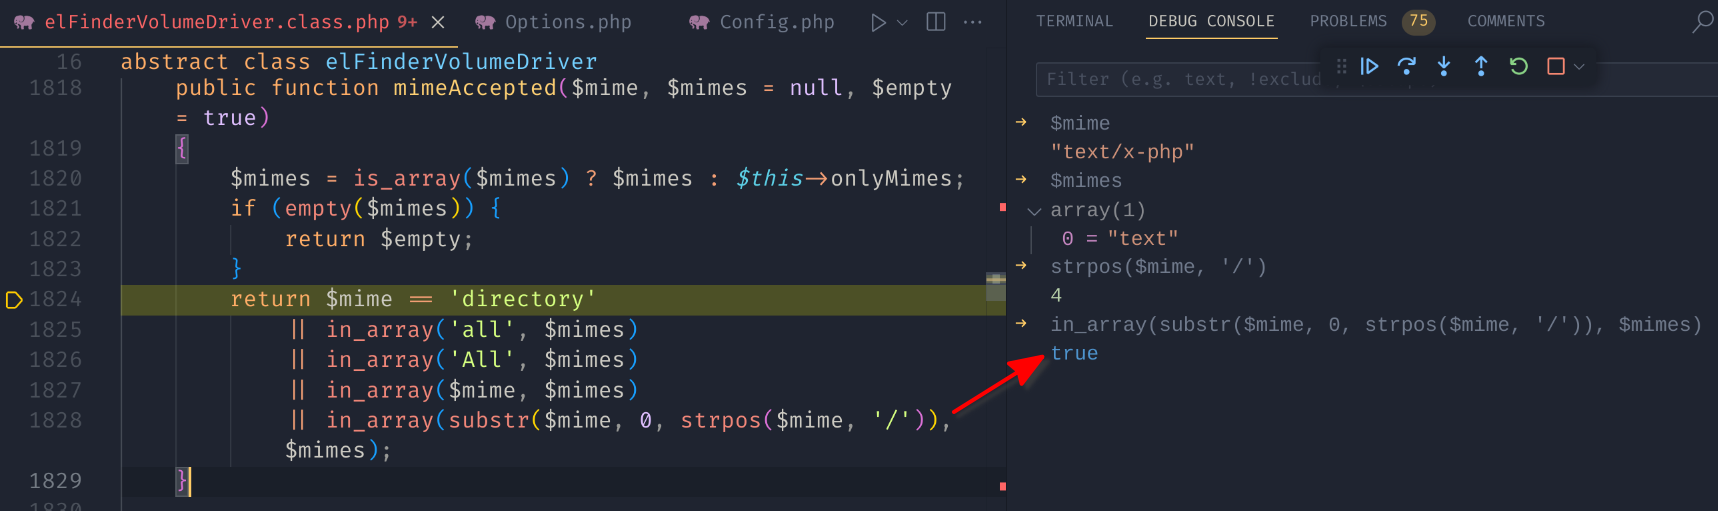 elFinderVolumeDriver.class.php 9+ × Options.php Config.php ···
16 abstract class elFinderVolumeDriver
1818 public function mimeAccepted($mime, $mimes = null, $empty
= true)
1819 {
1820 $mimes = is_array($mimes) ? $mimes : $this->onlyMimes;
1821 if (empty($mimes)) {
1822 return $empty;
1823 }
1824 return $mime == 'directory'
1825 || in_array('all', $mimes)
1826 || in_array('All', $mimes)
1827 || in_array($mime, $mimes)
1828 || in_array(substr($mime, 0, strpos($mime, '/')),
$mimes);
1829 }
1830
TERMINAL DEBUG CONSOLE PROBLEMS 75 COMMENTS
Filter (e.g. text, !exclud
$mime
"text/x-php"
$mimes
array(1)
0 = "text"
strpos($mime, '/')
4
in_array(substr($mime, 0, strpos($mime, '/')), $mimes)
true